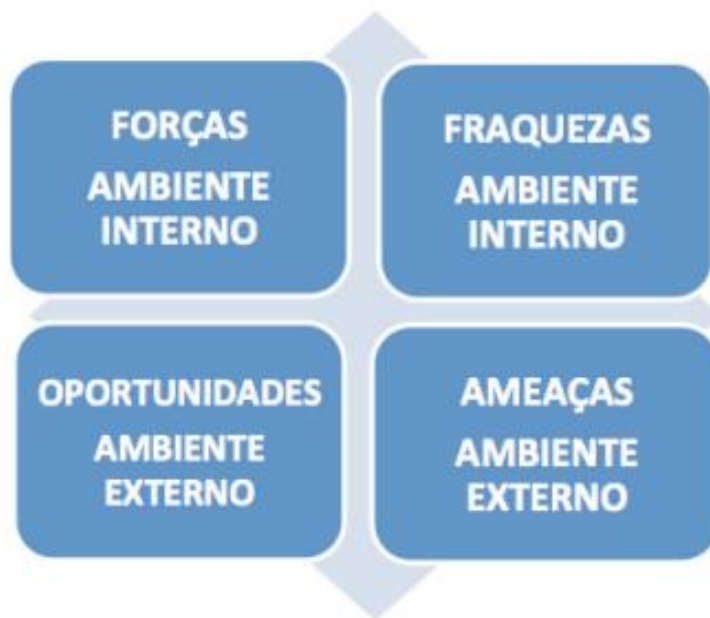 FORÇAS
AMBIENTE
INTERNO
FRAQUEZAS
AMBIENTE
INTERNO
OPORTUNIDADES
AMBIENTE
EXTERNO
AMEAÇAS
AMBIENTE
EXTERNO